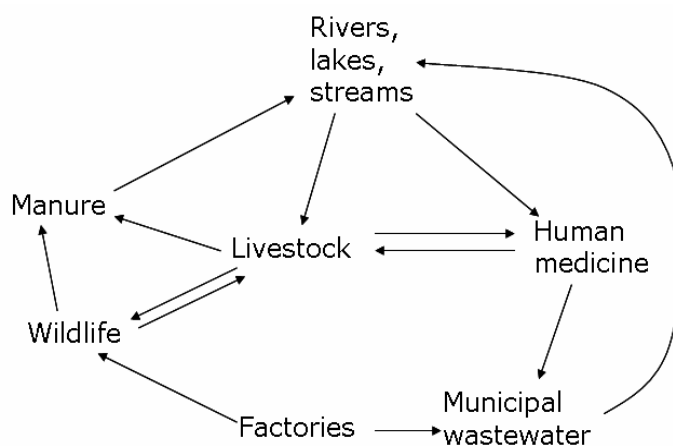 Rivers,
lakes,
streams
Manure
Livestock
Human
medicine
Wildlife
Factories
Municipal
wastewater